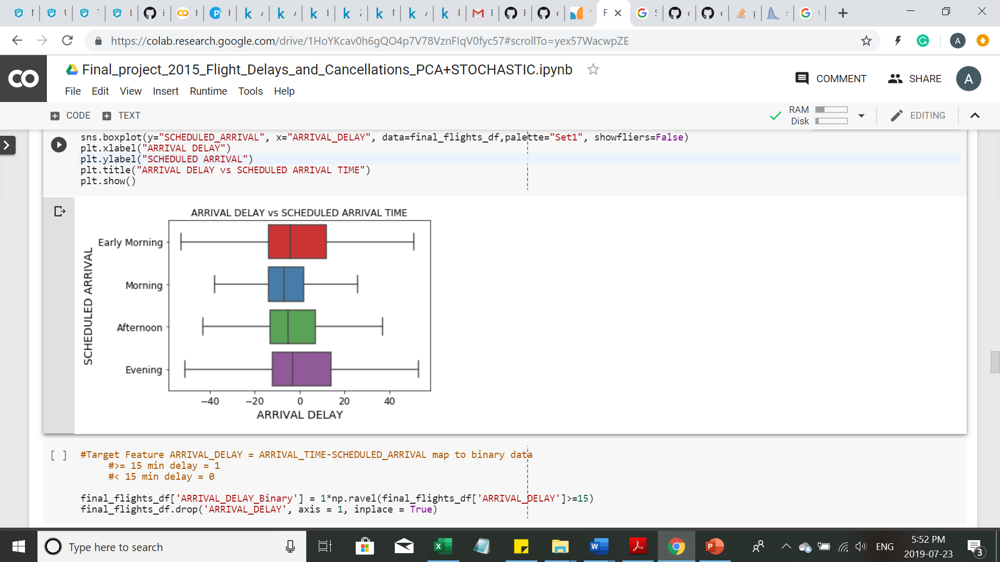 https://colab.research.google.com/drive/1HoYKcav0h6gQO4p7V78VznFIqV0fyc57#scrollTo=yex57WacwpZE
A
CO
Final_project_2015_Flight_Delays_and_Cancellations_PCA+STOCHASTIC.ipynb
COMMENT
SHARE
A
File Edit View Insert Runtime Tools Help
CODE
TEXT
RAM
Disk
EDITING
sns.boxplot(y="SCHEDULED_ARRIVAL", x="ARRIVAL_DELAY", data=final_flights_df,palette="Set1", showfliers=False)
plt.xlabel("ARRIVAL DELAY")
plt.ylabel("SCHEDULED ARRIVAL")
plt.title("ARRIVAL DELAY vs SCHEDULED ARRIVAL TIME")
plt.show()
ARRIVAL DELAY vs SCHEDULED ARRIVAL TIME
SCHEDULED ARRIVAL
Early Morning
Morning
Afternoon
Evening
−40 −20 0 20 40
ARRIVAL DELAY
[ ]
#Target Feature ARRIVAL_DELAY = ARRIVAL_TIME-SCHEDULED_ARRIVAL map to binary data
#>= 15 min delay = 1
#< 15 min delay = 0
final_flights_df['ARRIVAL_DELAY_Binary'] = 1*np.ravel(final_flights_df['ARRIVAL_DELAY']>=15)
final_flights_df.drop('ARRIVAL_DELAY', axis = 1, inplace = True)
Type here to search
ENG
5:52 PM
2019-07-23
3